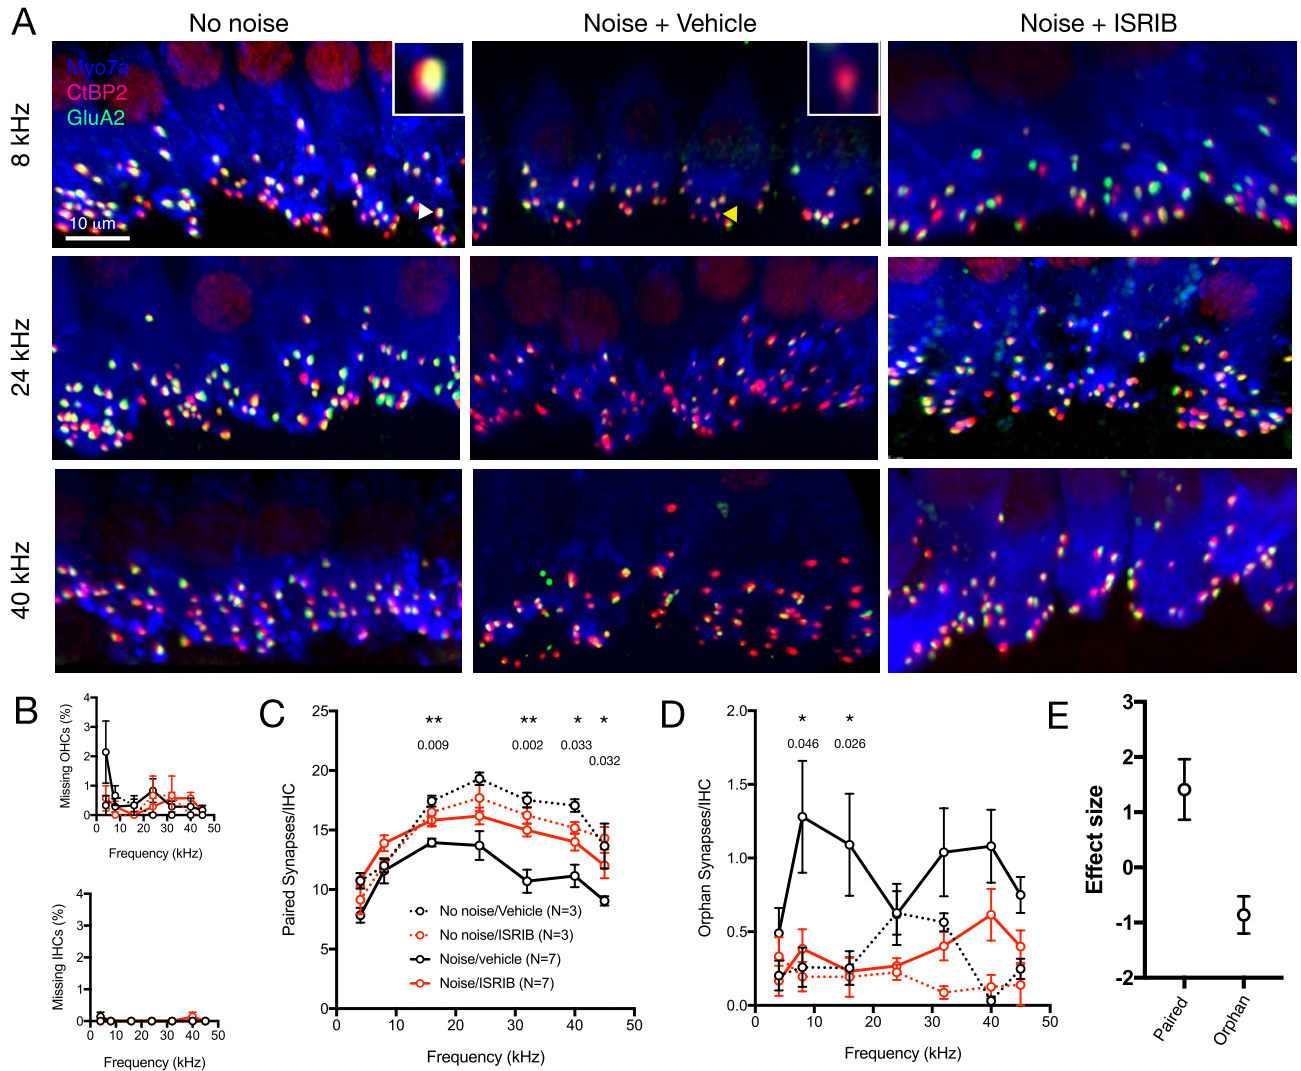 A
No noise
Noise + Vehicle
Noise + ISRIB
Myo7a
CtBP2
GluA2
10 μm
8 kHz
24 kHz
40 kHz
B
Missing OHCs (%)
4
3
2
1
0
0 10 20 30 40 50
Frequency (kHz)
Missing IHCs (%)
4
3
2
1
0
0 10 20 30 40 50
Frequency (kHz)
C
Paired Synapses/IHC
25
20
15
10
5
0
** ** * *
0.009 0.002 0.033
0.032
No noise/Vehicle (N=3)
No noise/ISRIB (N=3)
Noise/vehicle (N=7)
Noise/ISRIB (N=7)
0 10 20 30 40 50
Frequency (kHz)
D
Orphan Synapses/IHC
2.0
1.5
1.0
0.5
0.0
* *
0.046 0.026
0 10 20 30 40 50
Frequency (kHz)
E
Effect size
3
2
1
0
-1
-2
Paired
Orphan